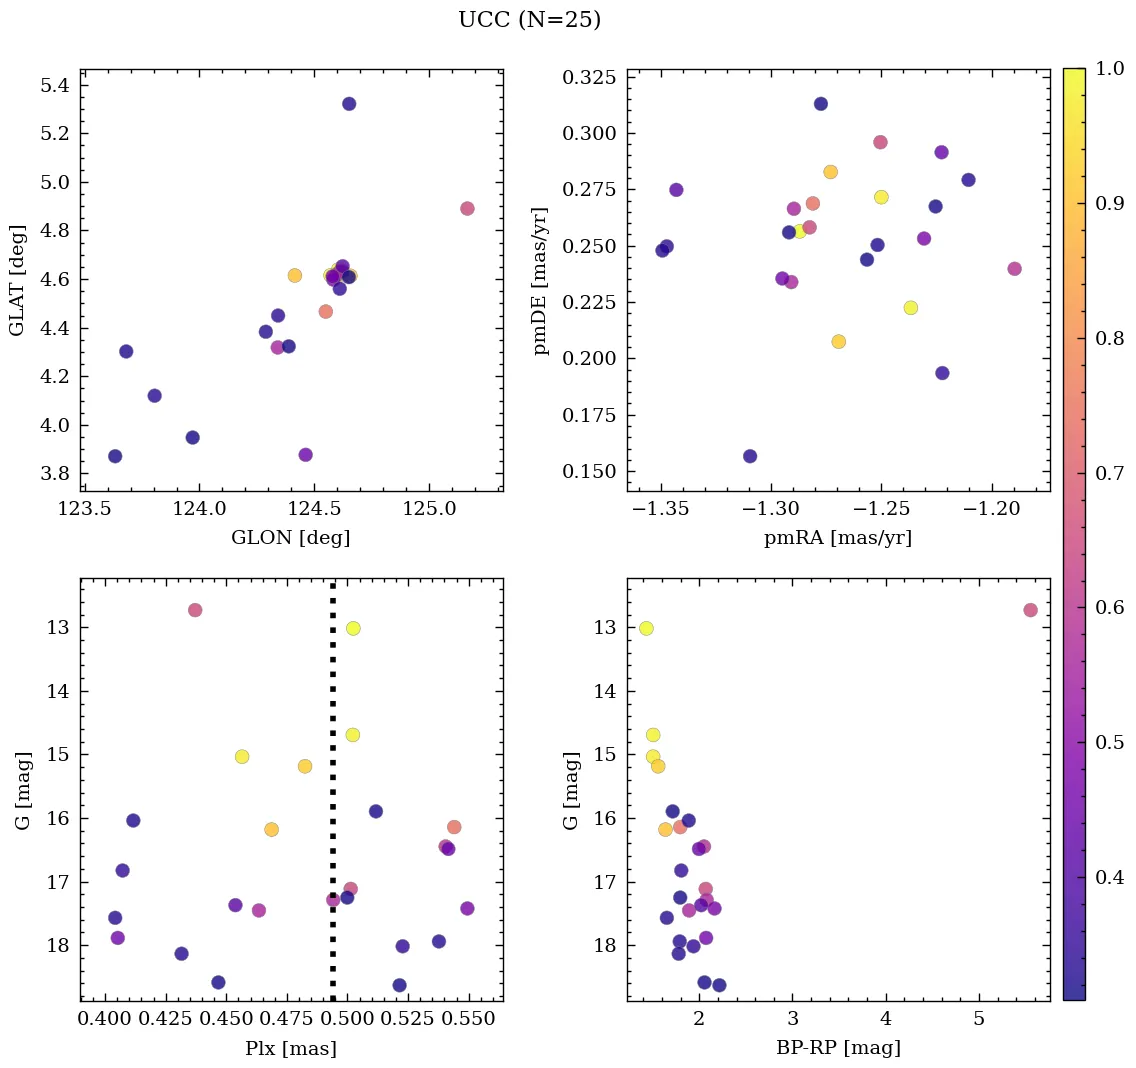 UCC (N=25)
5.4
5.2
5.0
4.8
4.6
4.4
4.2
4.0
3.8
GLAT [deg]
123.5 124.0 124.5 125.0
GLON [deg]
0.325
0.300
0.275
0.250
0.225
0.200
0.175
0.150
pmDE [mas/yr]
−1.35 −1.30 −1.25 −1.20
pmRA [mas/yr]
1.0
0.9
0.8
0.7
0.6
0.5
0.4
13
14
15
16
17
18
G [mag]
0.400 0.425 0.450 0.475 0.500 0.525 0.550
Plx [mas]
13
14
15
16
17
18
G [mag]
2 3 4 5
BP-RP [mag]